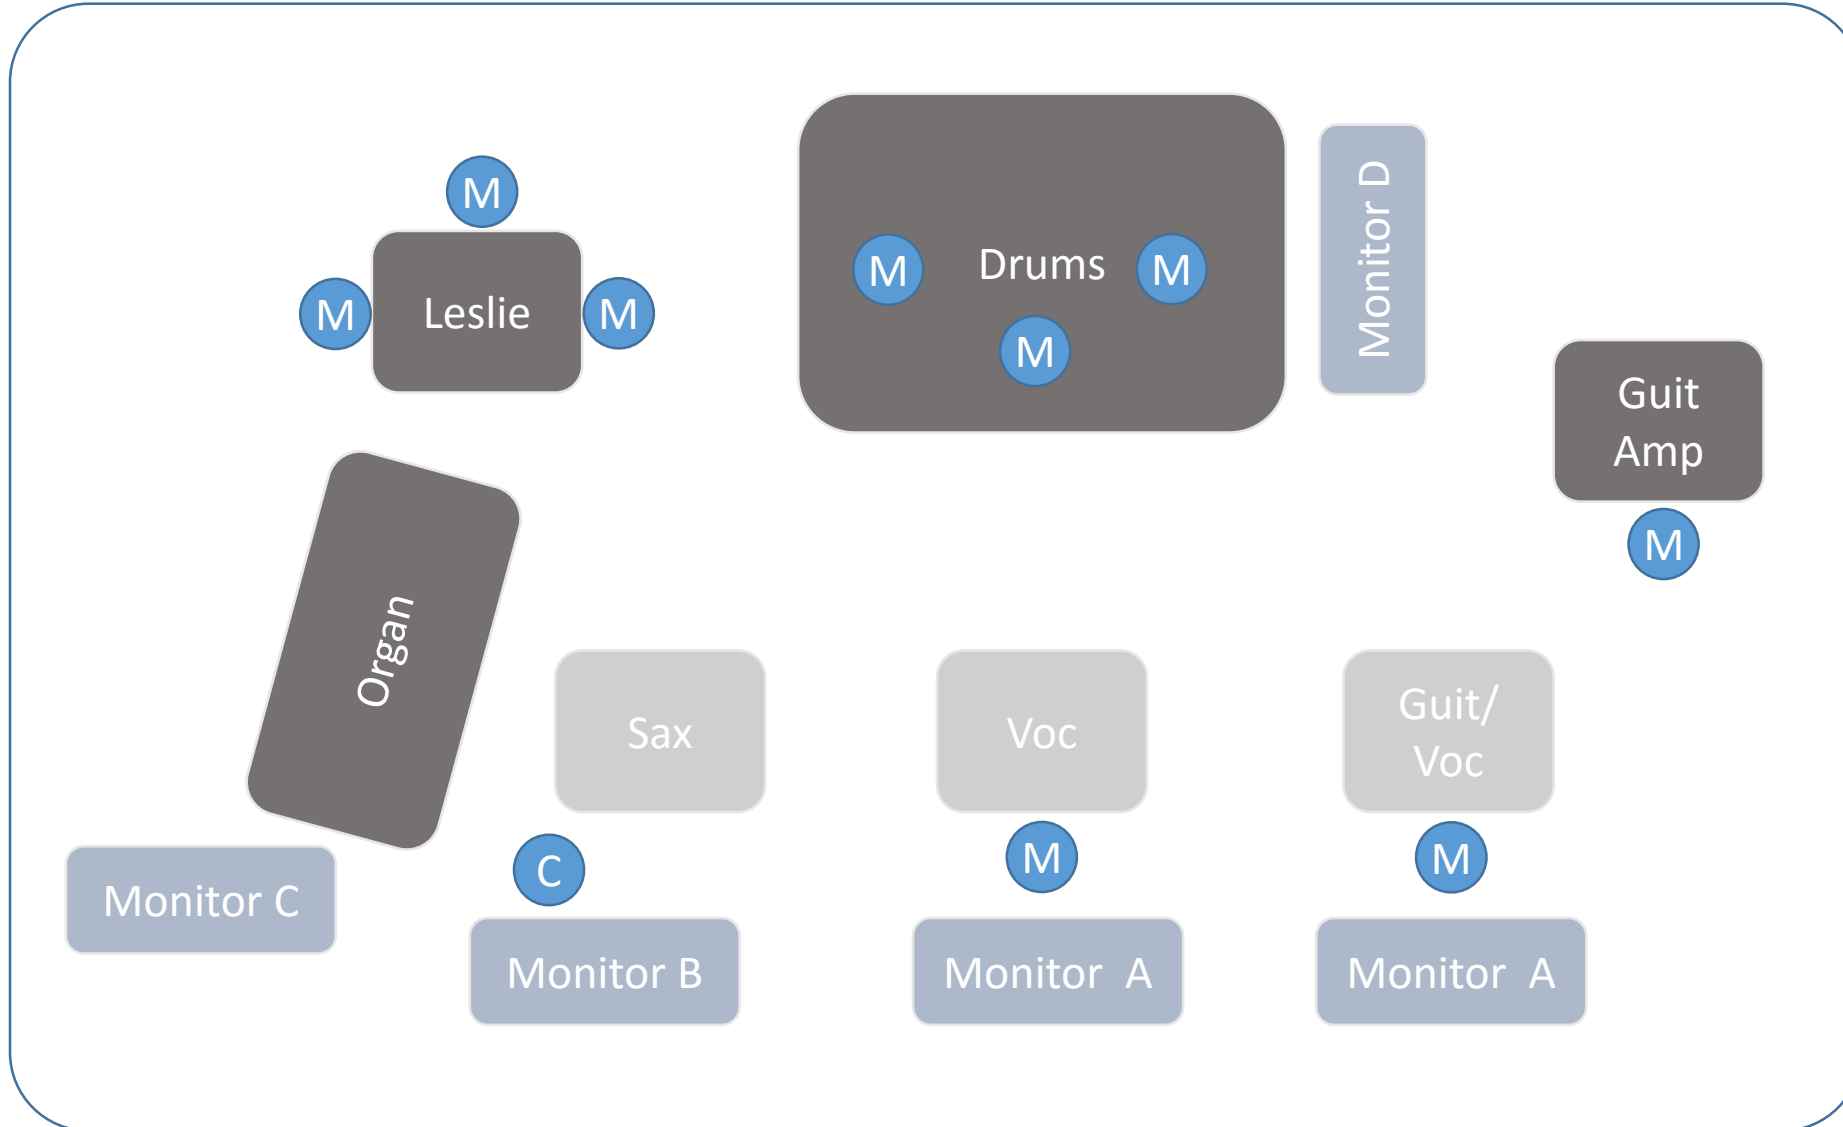 M
M
Leslie
M
M
Drums
M
M
Monitor D
Guit
Amp
M
Organ
Sax
Voc
Guit/
Voc
C
M
M
Monitor C
Monitor B
Monitor A
Monitor A